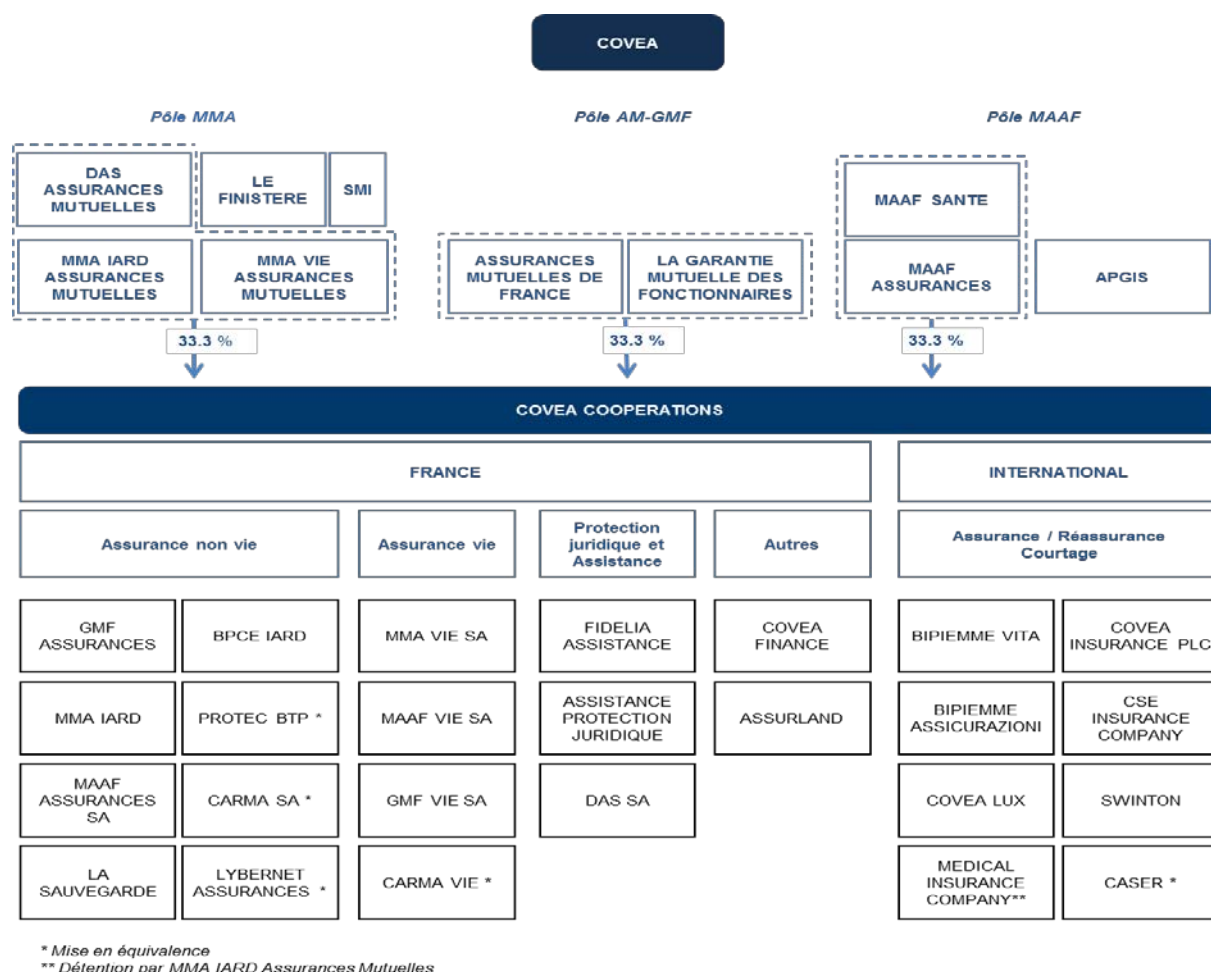 COVEA
Pôle MMA
Pôle AM-GMF
Pôle MAAF
DAS
ASSURANCES
MUTUELLES
LE
FINISTERE
SMI
MAAF SANTE
MMA IARD
ASSURANCES
MUTUELLES
MMA VIE
ASSURANCES
MUTUELLES
ASSURANCES
MUTUELLES DE
FRANCE
LA GARANTIE
MUTUELLE DES
FONCTIONNAIRES
MAAF
ASSURANCES
APGIS
33.3 %
33.3 %
33.3 %
COVEA COOPERATIONS
FRANCE
INTERNATIONAL
Assurance non vie
Assurance vie
Protection
juridique et
Assistance
Autres
Assurance / Réassurance
Courtage
GMF
ASSURANCES
BPCE IARD
MMA VIE SA
FIDELIA
ASSISTANCE
COVEA
FINANCE
BIPIEMME VITA
COVEA
INSURANCE PLC
MMA IARD
PROTEC BTP *
MAAF VIE SA
ASSISTANCE
PROTECTION
JURIDIQUE
ASSURLAND
BIPIEMME
ASSICURAZIONI
CSE
INSURANCE
COMPANY
MAAF
ASSURANCES
SA
CARMA SA *
GMF VIE SA
DAS SA
COVEA LUX
SWINTON
LA
SAUVEGARDE
LYBERNET
ASSURANCES *
CARMA VIE *
MEDICAL
INSURANCE
COMPANY**
CASER *
* Mise en équivalence
** Détention par MMA IARD Assurances Mutuelles